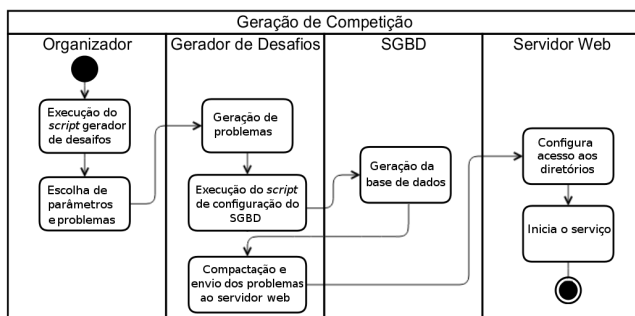 Geração de Competição
Organizador
Gerador de Desafios
SGBD
Servidor Web
Execução do
script gerador
de desaifos
Escolha de
parâmetros
e problemas
Geração de
problemas
Execução do script
de configuração do
SGBD
Compactação e
envio dos problemas
ao servidor web
Geração da
base de dados
Configura
acesso aos
diretórios
Inicia o serviço